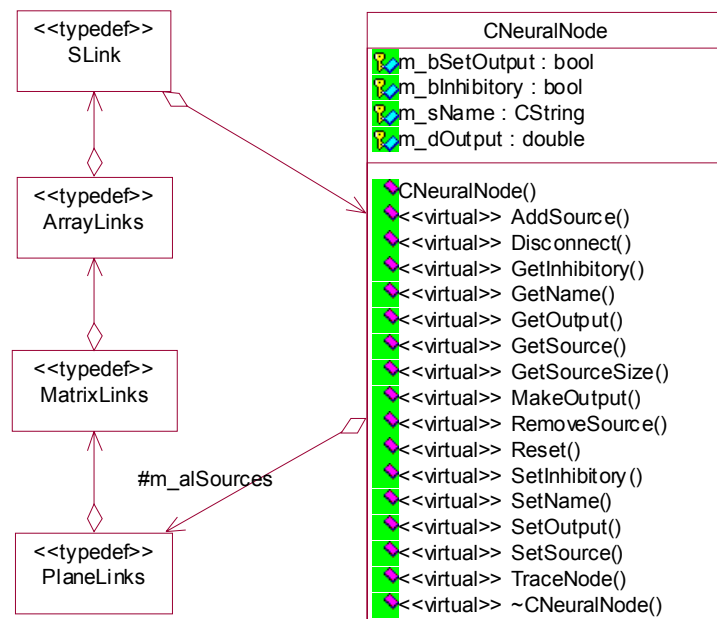 <<typedef>>
SLink
<<typedef>>
ArrayLinks
<<typedef>>
MatrixLinks
#m_alSources
<<typedef>>
PlaneLinks
CNeuralNode
m_bSetOutput : bool
m_bInhibitory : bool
m_sName : CString
m_dOutput : double
CNeuralNode()
<<virtual>> AddSource()
<<virtual>> Disconnect()
<<virtual>> GetInhibitory()
<<virtual>> GetName()
<<virtual>> GetOutput()
<<virtual>> GetSource()
<<virtual>> GetSourceSize()
<<virtual>> MakeOutput()
<<virtual>> RemoveSource()
<<virtual>> Reset()
<<virtual>> SetInhibitory()
<<virtual>> SetName()
<<virtual>> SetOutput()
<<virtual>> SetSource()
<<virtual>> TraceNode()
<<virtual>> ~CNeuralNode()